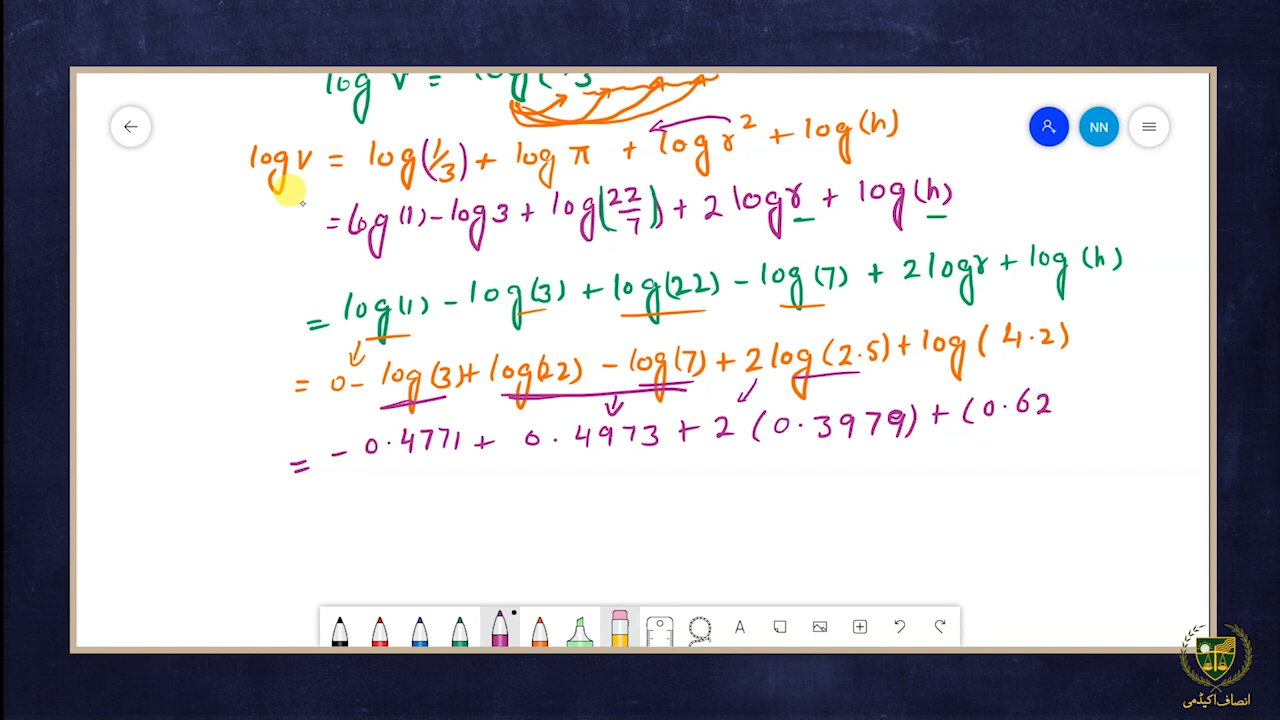 log V =
log V = log(1/3) + log π + log r² + log(h)
= log(1) - log 3 + log(22/7) + 2 log r + log(h)
= log(1) - log(3) + log(22) - log(7) + 2 log r + log(h)
= 0 - log(3) + log(22) - log(7) + 2 log(2.5) + log(4.2)
= - 0.4771 + 0.4973 + 2 (0.3979) + (0.62
NN
A
انصاف اکیڈمی